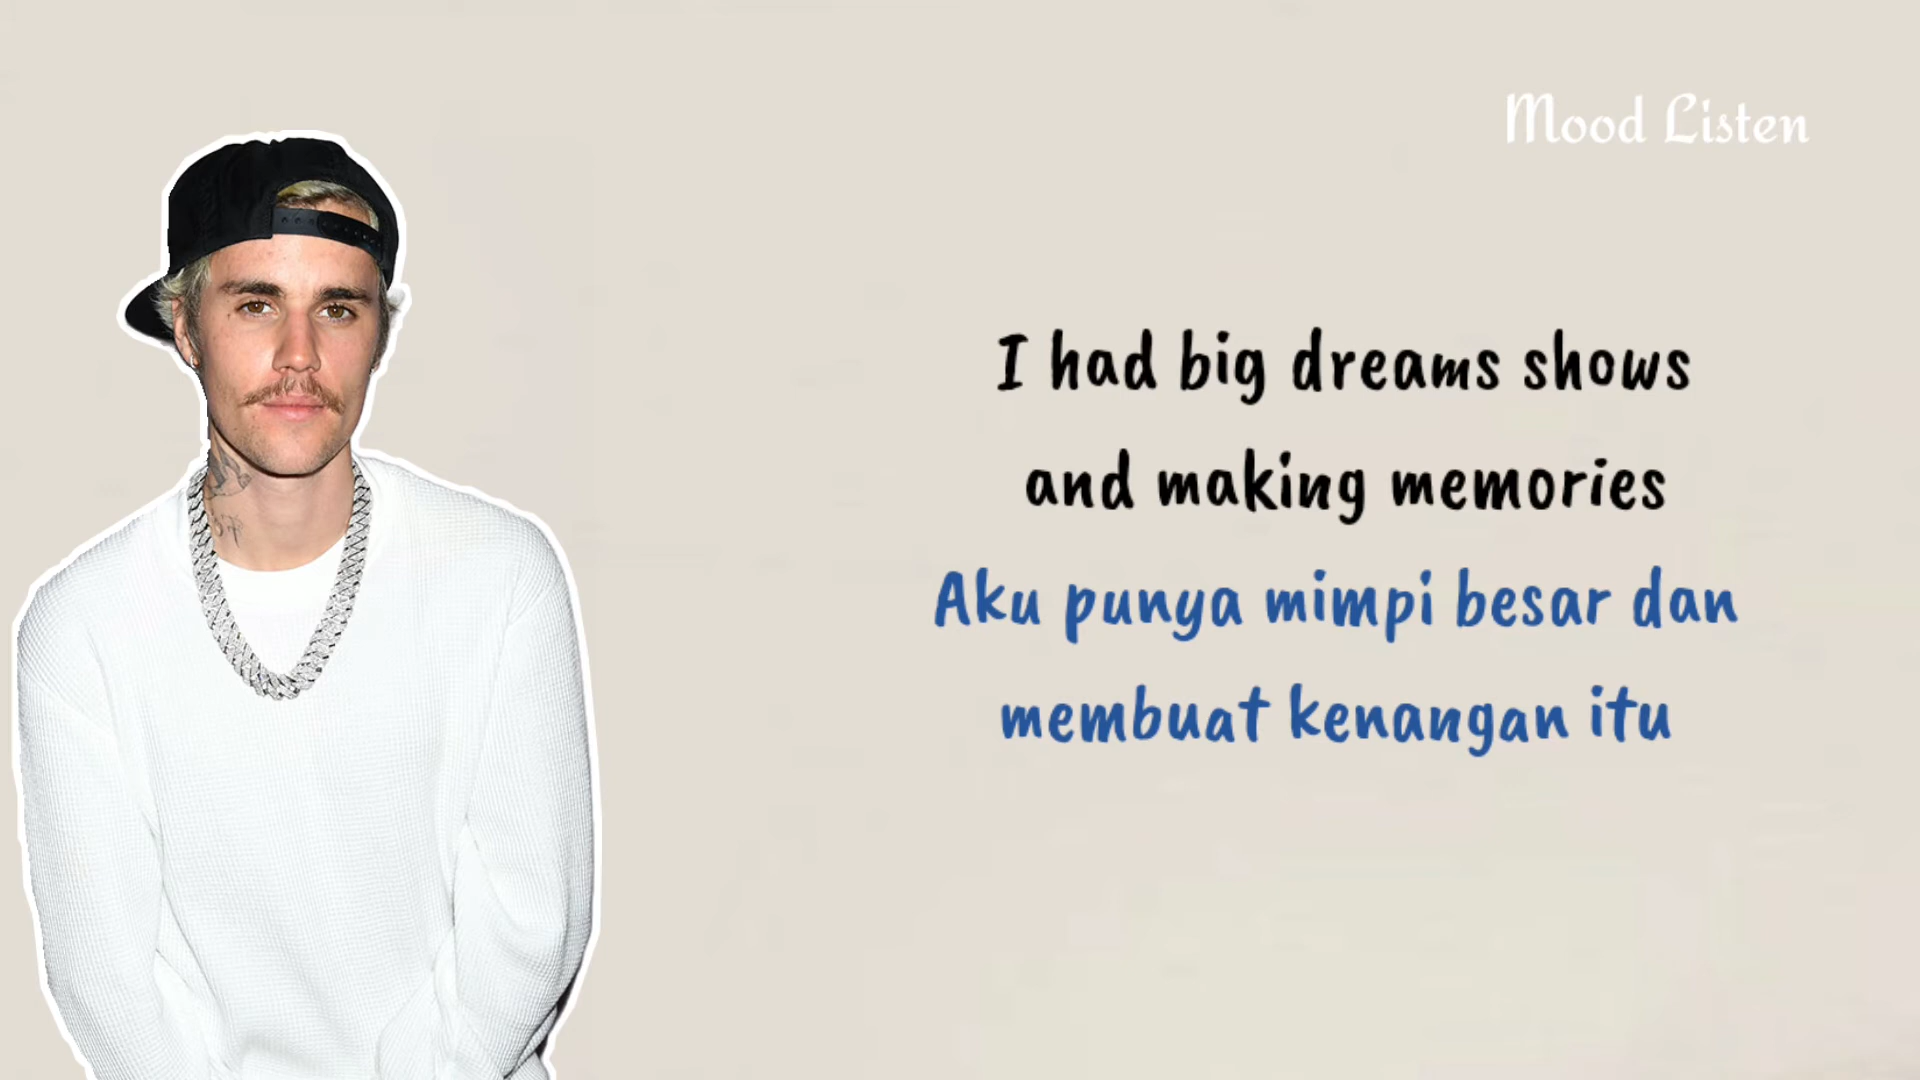 Mood Listen
I had big dreams shows
and making memories
Aku punya mimpi besar dan
membuat kenangan itu